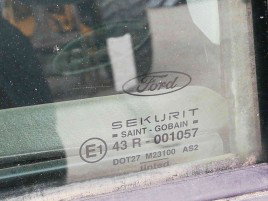 Ford
SEKURIT
SAINT-GOBAIN
E1 43 R-001057
DOT27 M23100 AS2